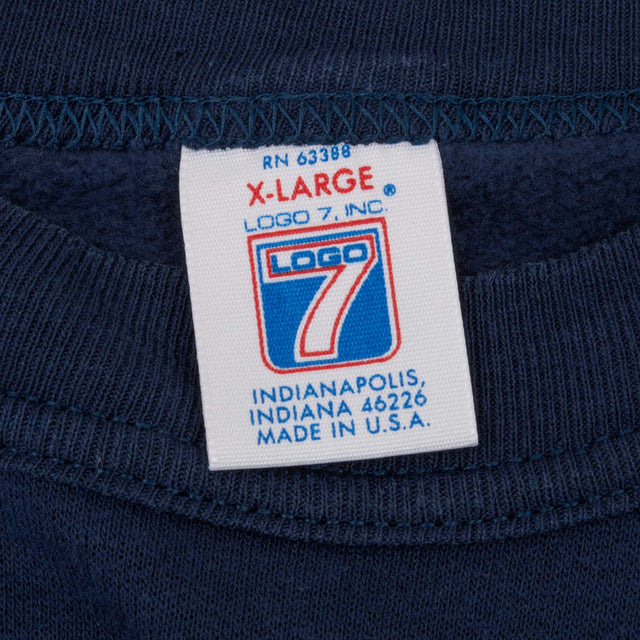 RN 63388
X-LARGE
LOGO 7, INC.®
LOGO
7
INDIANAPOLIS,
INDIANA 46226
MADE IN U.S.A.